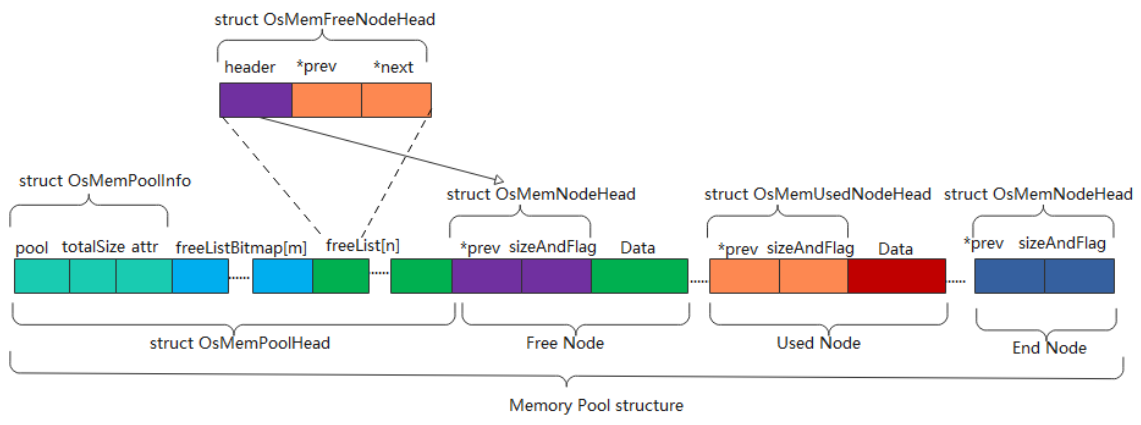 struct OsMemFreeNodeHead
header *prev *next
struct OsMemPoolInfo
struct OsMemNodeHead
struct OsMemUsedNodeHead
struct OsMemNodeHead
pool totalSize attr freeListBitmap[m] freeList[n] *prev sizeAndFlag Data *prev sizeAndFlag Data *prev sizeAndFlag
...... ...... ...... ......
struct OsMemPoolHead
Free Node
Used Node
End Node
Memory Pool structure